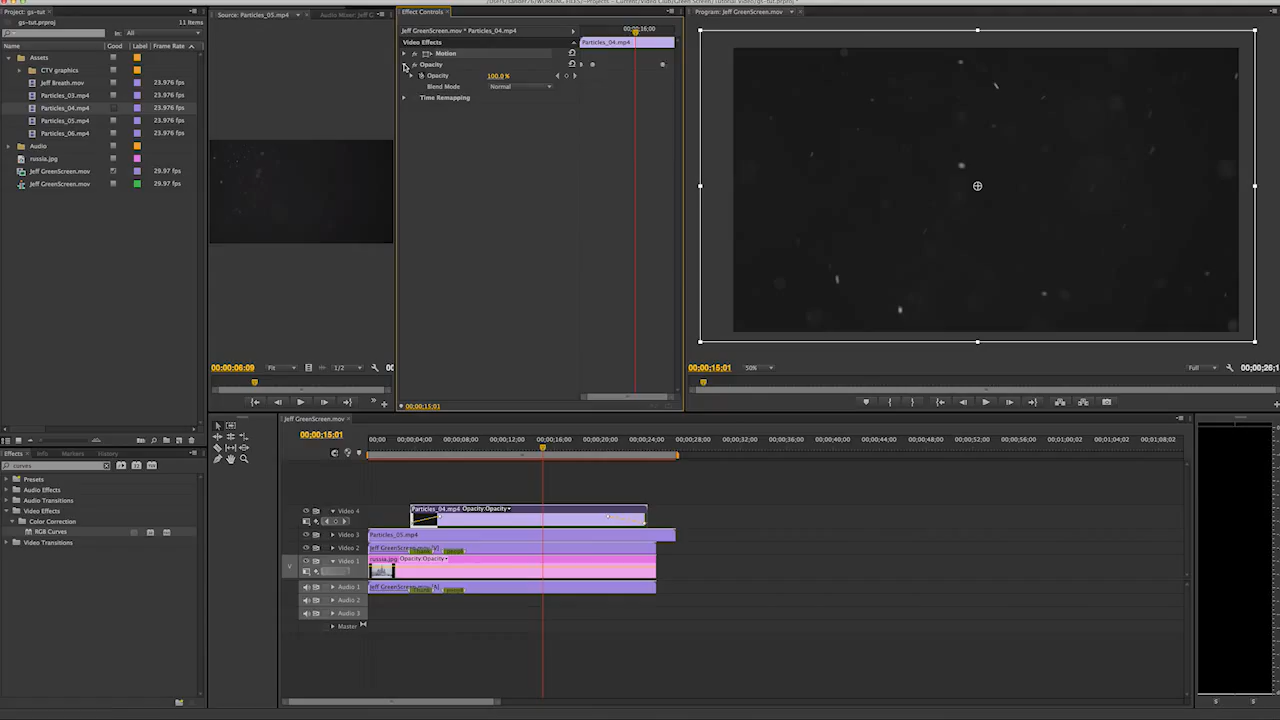 Project: gs-tut
gs-tut.prproj
11 Items
In: All
Name
Label
Frame Rate
Assets
CTV graphics
Jeff Breath.mov 23.976 fps
Particles_03.mp4 23.976 fps
Particles_04.mp4 23.976 fps
Particles_05.mp4 23.976 fps
Particles_06.mp4 23.976 fps
Audio
russia.jpg
Jeff GreenScreen.mov 29.97 fps
Jeff GreenScreen.mov 29.97 fps
Source: Particles_05.mp4
Audio Mixer: Jeff C
00;00;06;09
Fit
1/2
Effect Controls
Jeff GreenScreen.mov * Particles_04.mp4
Video Effects
Particles_04.mp4
Motion
Opacity
Opacity 100.0 %
Blend Mode Normal
Time Remapping
00;00;15;01
Program: Jeff GreenScreen.mov
00;00;15;01
50%
Full
00;00;26;1
Effects
Info
Markers
History
curves
Presets
Audio Effects
Audio Transitions
Video Effects
Color Correction
RGB Curves
Video Transitions
Jeff GreenScreen.mov
00;00;15;01
00;00 00;00;04;00 00;00;08;00 00;00;12;00 00;00;16;00 00;00;20;00 00;00;24;00 00;00;28;00 00;00;32;00 00;00;36;00 00;00;40;00 00;00;44;00 00;00;48;00 00;00;52;00 00;00;56;00 00;01;00;02 00;01;04;02 00;01;08;02
Video 4
Particles_04.mp4 Opacity:Opacity
Video 3
Particles_05.mp4
Video 2
Jeff GreenScreen.mov [V]
V
Video 1
russia.jpg Opacity:Opacity
Audio 1
Jeff GreenScreen.mov [A]
Audio 2
Audio 3
Master
S
S